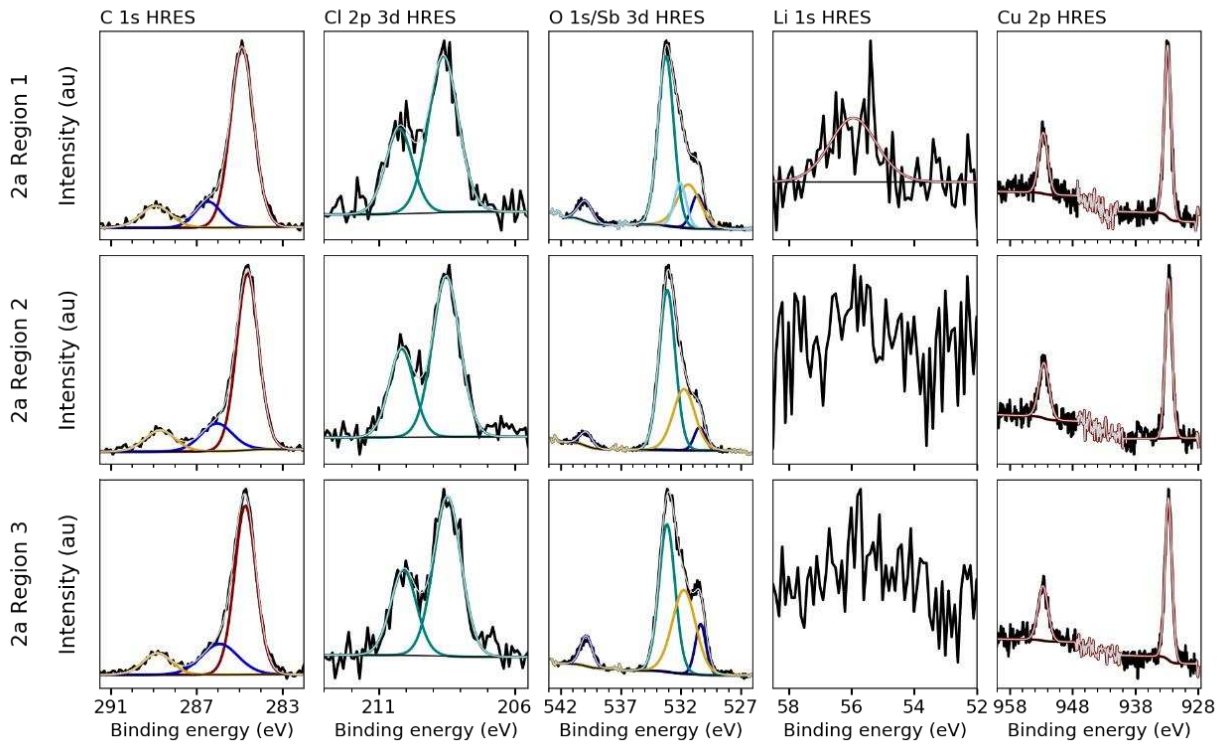 C 1s HRES
Cl 2p 3d HRES
O 1s/Sb 3d HRES
Li 1s HRES
Cu 2p HRES
2a Region 1
Intensity (au)
2a Region 2
Intensity (au)
2a Region 3
Intensity (au)
291 287 283
211 206
542 537 532 527
58 56 54 52
958 948 938 928
Binding energy (eV)
Binding energy (eV)
Binding energy (eV)
Binding energy (eV)
Binding energy (eV)